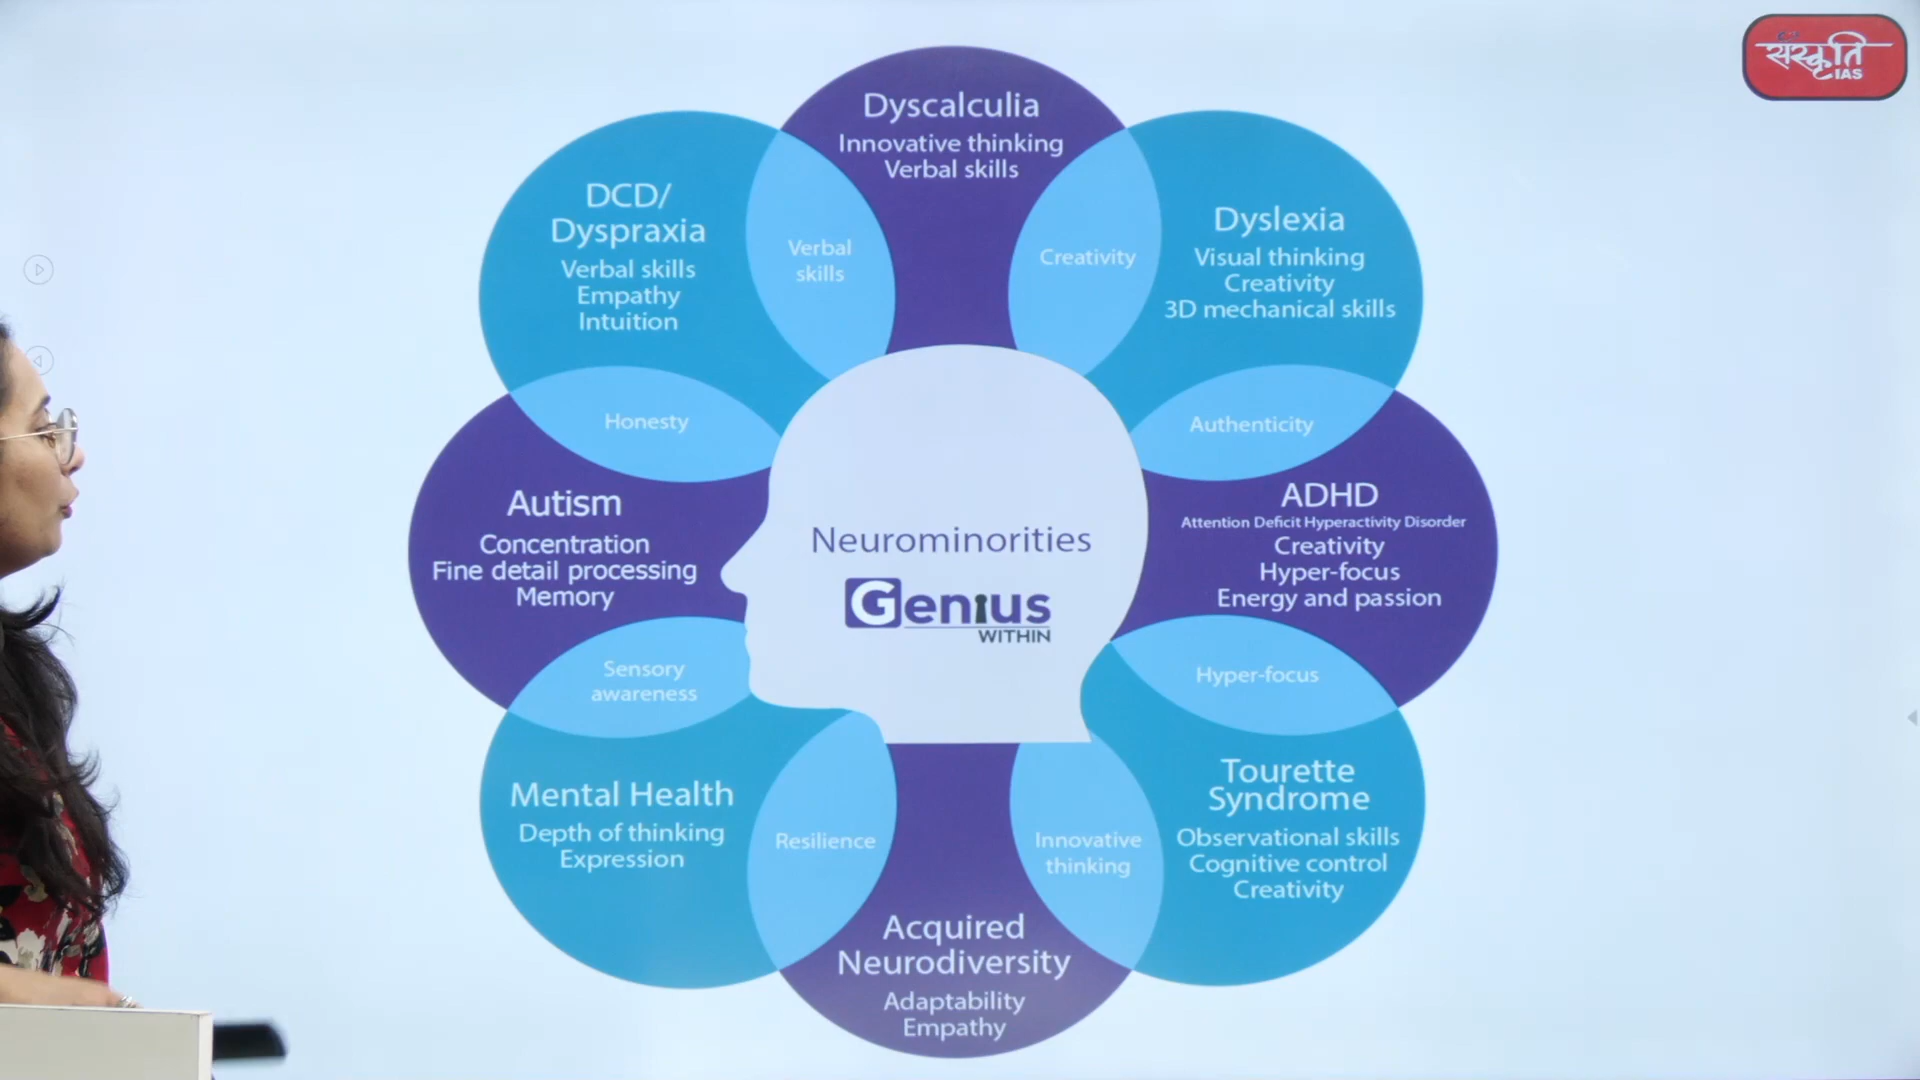 संस्कृति
IAS
Dyscalculia
Innovative thinking
Verbal skills
DCD/
Dyspraxia
Verbal skills
Empathy
Intuition
Verbal
skills
Creativity
Dyslexia
Visual thinking
Creativity
3D mechanical skills
Honesty
Authenticity
Autism
Concentration
Fine detail processing
Memory
Neurominorities
Genius
WITHIN
ADHD
Attention Deficit Hyperactivity Disorder
Creativity
Hyper-focus
Energy and passion
Sensory
awareness
Hyper-focus
Mental Health
Depth of thinking
Expression
Resilience
Innovative
thinking
Tourette
Syndrome
Observational skills
Cognitive control
Creativity
Acquired
Neurodiversity
Adaptability
Empathy